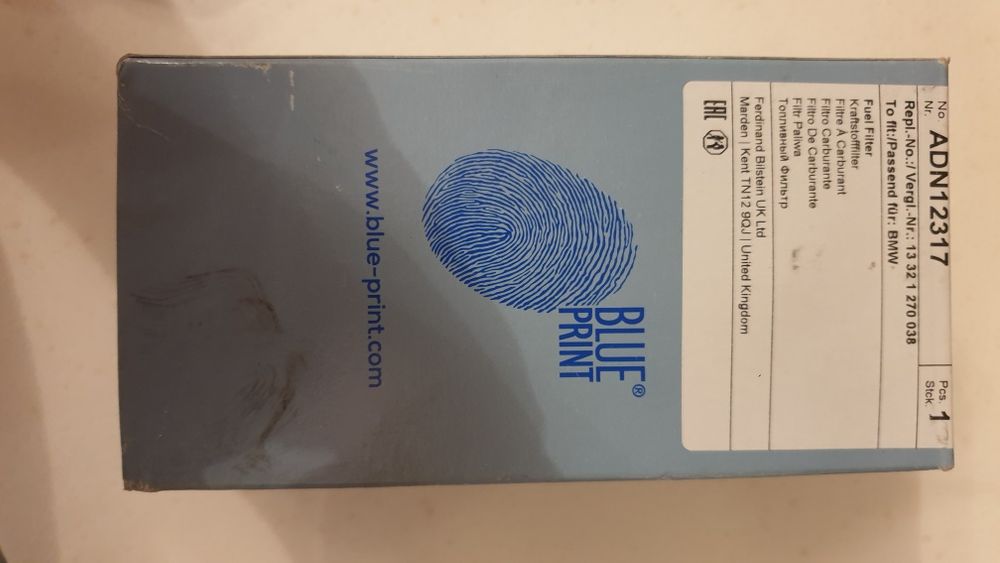 No.
Nr. ADN12317
Pcs.
Stck. 1
Repl.-No.:/ Vergl.-Nr.: 13 32 1 270 038
To fit:/Passend für: BMW
Fuel Filter
Kraftstofffilter
Filtre À Carburant
Filtro Carburante
Filtro De Carburante
Filtr Paliwa
Топливный Фильтр
Ferdinand Bilstein UK Ltd
Marden | Kent TN12 9QJ | United Kingdom
EAC
BLUE
PRINT®
www.blue-print.com